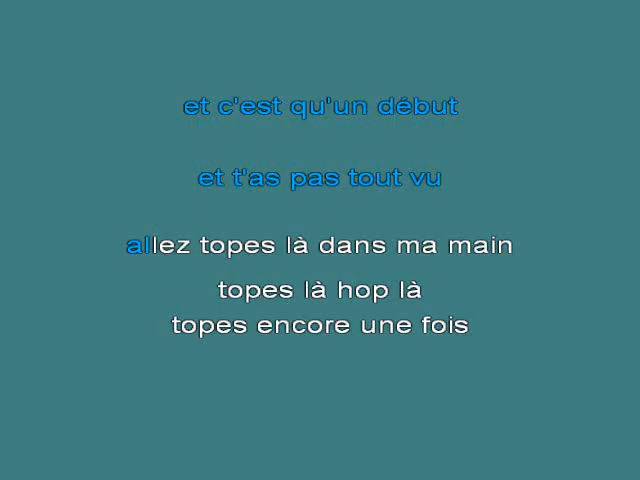 et c'est qu'un début
et t'as pas tout vu
allez topes là dans ma main
topes là hop là
topes encore une fois